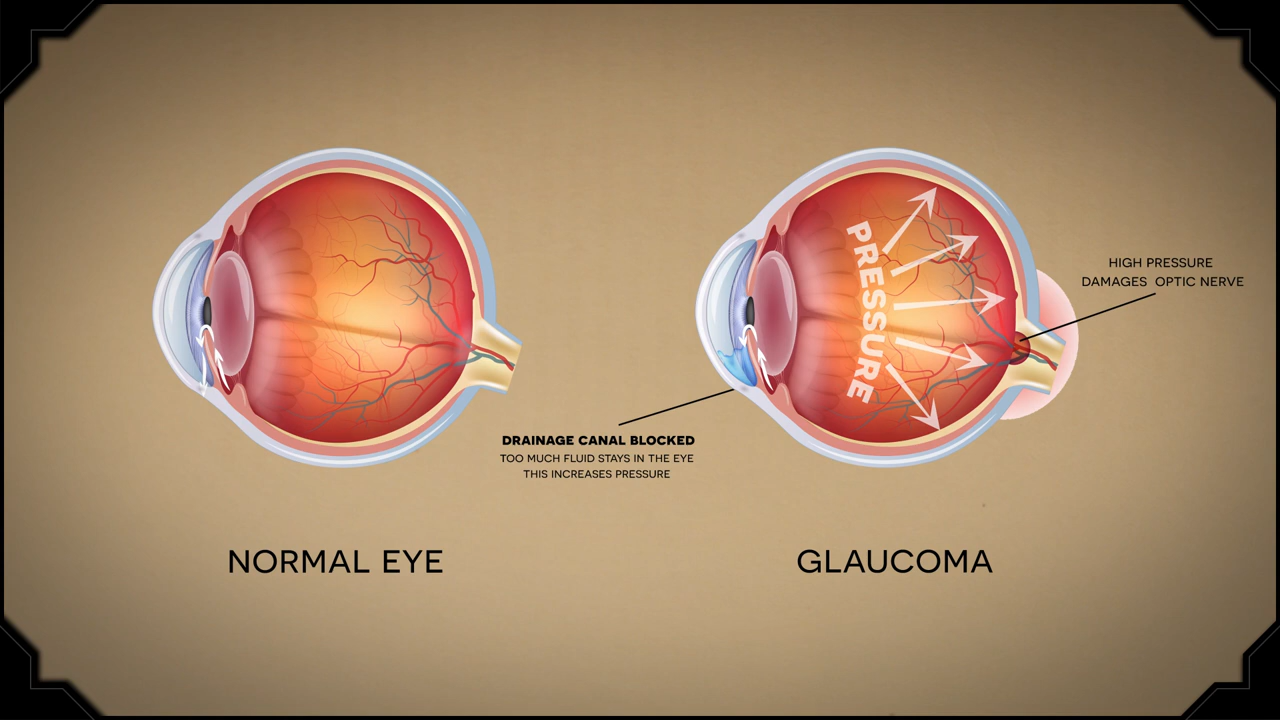 PRESSURE
HIGH PRESSURE
DAMAGES OPTIC NERVE
DRAINAGE CANAL BLOCKED
TOO MUCH FLUID STAYS IN THE EYE
THIS INCREASES PRESSURE
NORMAL EYE
GLAUCOMA